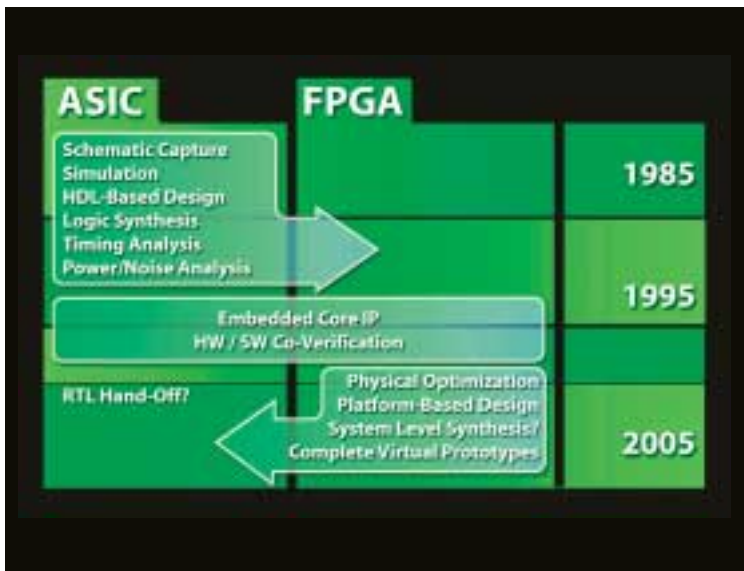 ASIC
FPGA
Schematic Capture
Simulation
HDL-Based Design
Logic Synthesis
Timing Analysis
Power/Noise Analysis
1985
1995
Embedded Core IP
HW / SW Co-Verification
RTL Hand-Off?
Physical Optimization
Platform-Based Design
System Level Synthesis?
Complete Virtual Prototypes
2005